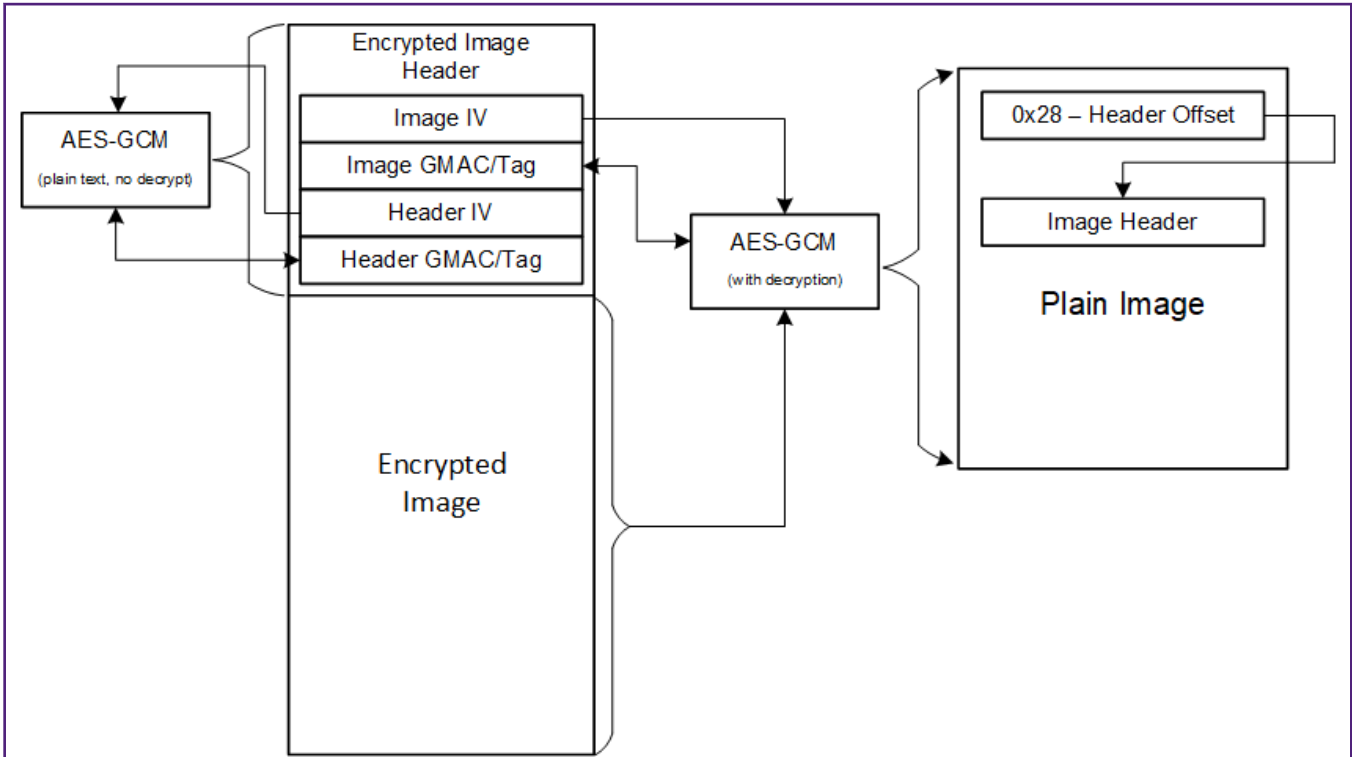 Encrypted Image
Header
Image IV
Image GMAC/Tag
Header IV
Header GMAC/Tag
AES-GCM
(plain text, no decrypt)
Encrypted
Image
AES-GCM
(with decryption)
0x28 – Header Offset
Image Header
Plain Image